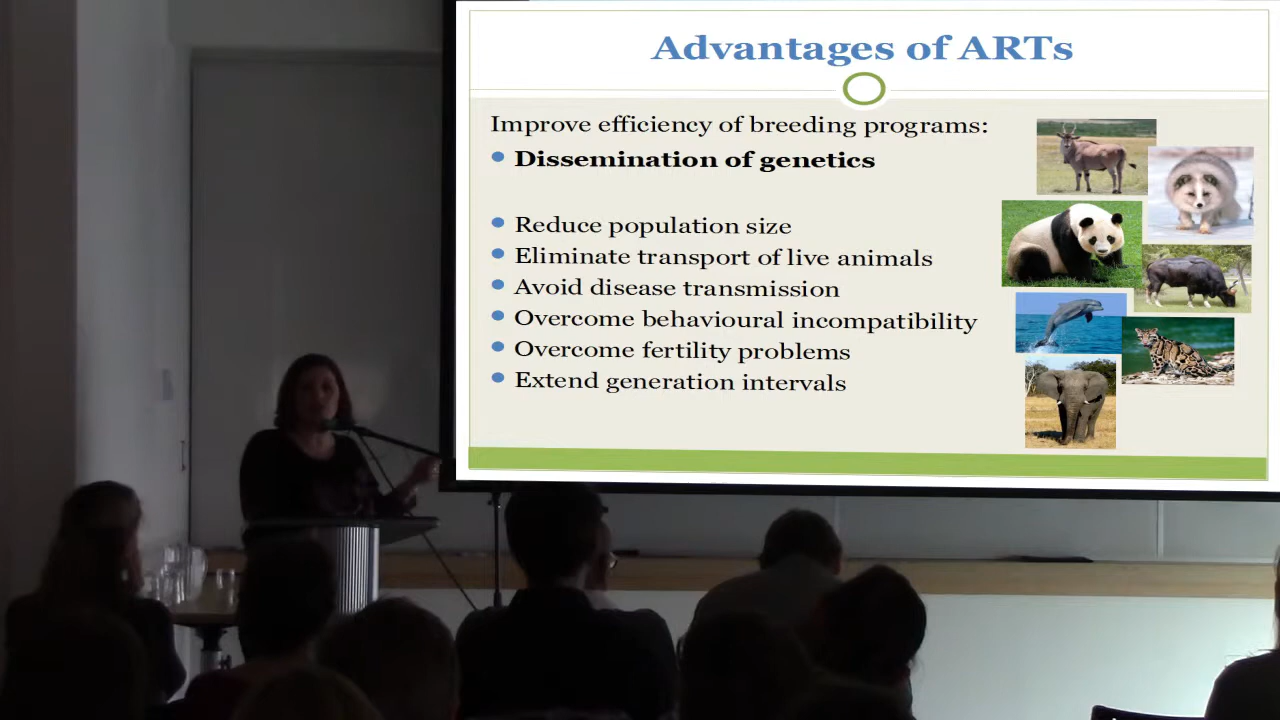 Advantages of ARTs
Improve efficiency of breeding programs:
Dissemination of genetics
Reduce population size
Eliminate transport of live animals
Avoid disease transmission
Overcome behavioural incompatibility
Overcome fertility problems
Extend generation intervals